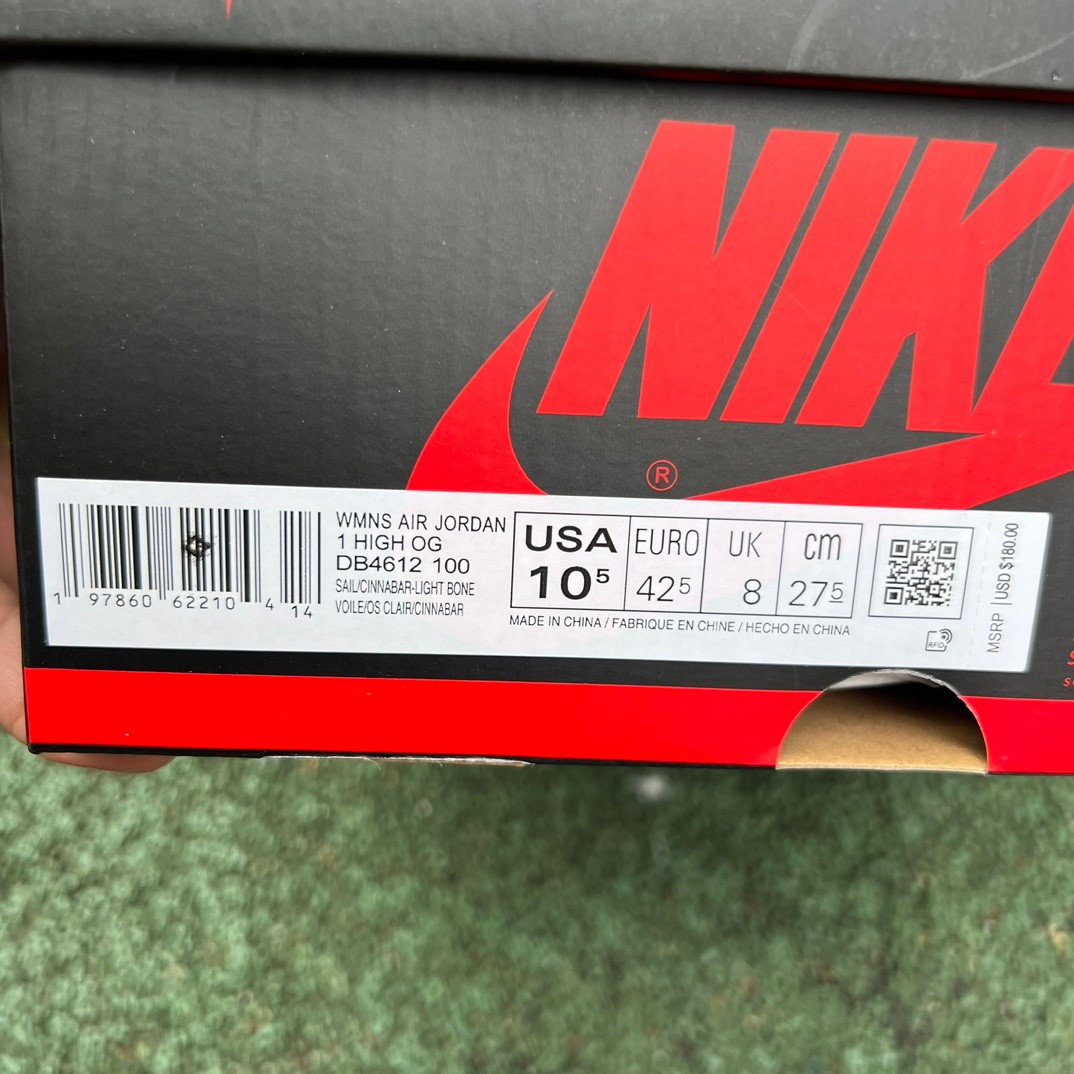 NIKE
®
WMNS AIR JORDAN
1 HIGH OG
DB4612 100
SAIL/CINNABAR-LIGHT BONE
VOILE/OS CLAIR/CINNABAR
1 97860 62210 4 14
USA EURO UK cm
10⁵ 42⁵ 8 27⁵
MADE IN CHINA / FABRIQUE EN CHINE / HECHO EN CHINA
RFID
MSRP | USD $180.00